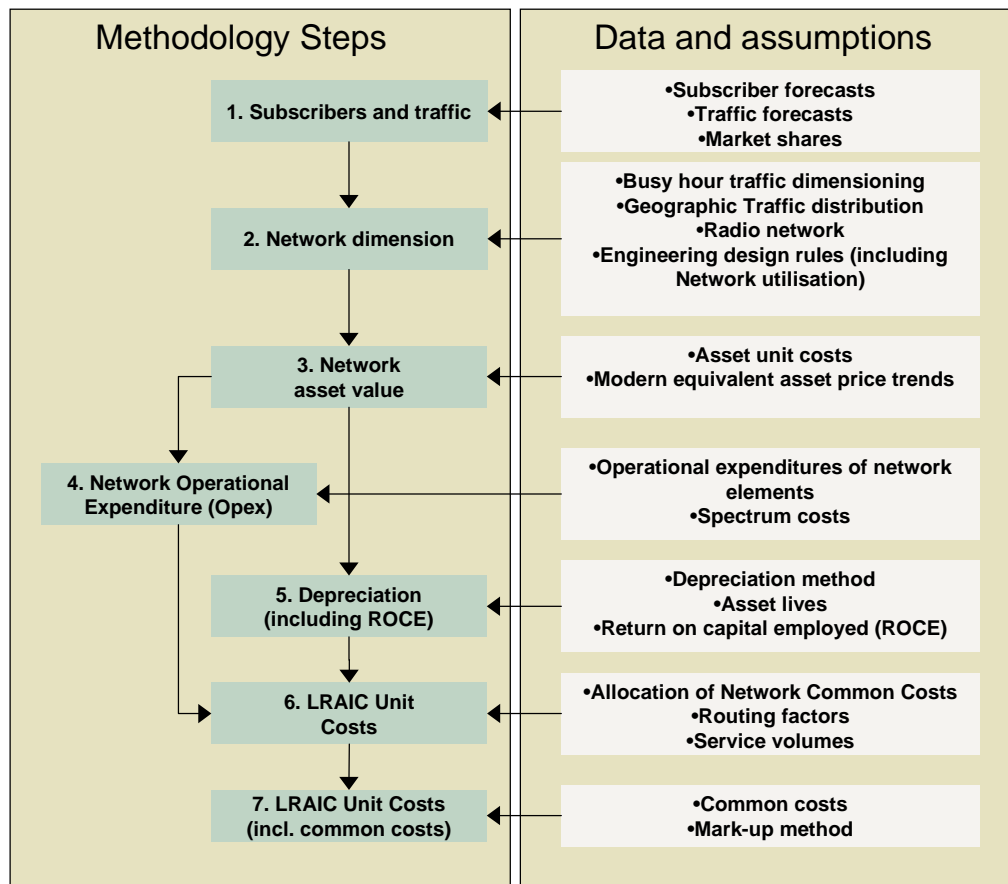 Methodology Steps
Data and assumptions
1. Subscribers and traffic
•Subscriber forecasts
•Traffic forecasts
•Market shares
2. Network dimension
•Busy hour traffic dimensioning
•Geographic Traffic distribution
•Radio network
•Engineering design rules (including
Network utilisation)
3. Network
asset value
•Asset unit costs
•Modern equivalent asset price trends
4. Network Operational
Expenditure (Opex)
•Operational expenditures of network
elements
•Spectrum costs
5. Depreciation
(including ROCE)
•Depreciation method
•Asset lives
•Return on capital employed (ROCE)
6. LRAIC Unit
Costs
•Allocation of Network Common Costs
•Routing factors
•Service volumes
7. LRAIC Unit Costs
(incl. common costs)
•Common costs
•Mark-up method